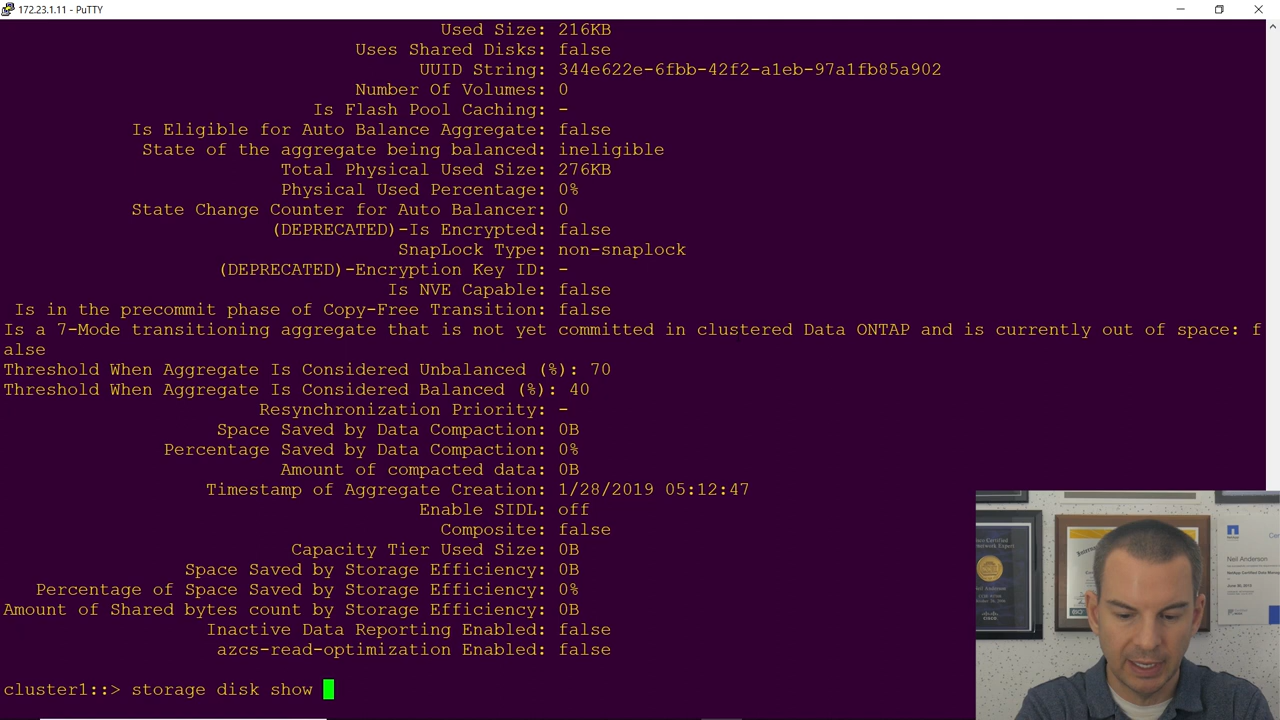 172.23.1.11 - PuTTY
Used Size: 216KB
Uses Shared Disks: false
UUID String: 344e622e-6fbb-42f2-a1eb-97a1fb85a902
Number Of Volumes: 0
Is Flash Pool Caching: -
Is Eligible for Auto Balance Aggregate: false
State of the aggregate being balanced: ineligible
Total Physical Used Size: 276KB
Physical Used Percentage: 0%
State Change Counter for Auto Balancer: 0
(DEPRECATED)-Is Encrypted: false
SnapLock Type: non-snaplock
(DEPRECATED)-Encryption Key ID: -
Is NVE Capable: false
Is in the precommit phase of Copy-Free Transition: false
Is a 7-Mode transitioning aggregate that is not yet committed in clustered Data ONTAP and is currently out of space: f
alse
Threshold When Aggregate Is Considered Unbalanced (%): 70
Threshold When Aggregate Is Considered Balanced (%): 40
Resynchronization Priority: -
Space Saved by Data Compaction: 0B
Percentage Saved by Data Compaction: 0%
Amount of compacted data: 0B
Timestamp of Aggregate Creation: 1/28/2019 05:12:47
Enable SIDL: off
Composite: false
Capacity Tier Used Size: 0B
Space Saved by Storage Efficiency: 0B
Percentage of Space Saved by Storage Efficiency: 0%
Amount of Shared bytes count by Storage Efficiency: 0B
Inactive Data Reporting Enabled: false
azcs-read-optimization Enabled: false
cluster1::> storage disk show
Neil Anderson